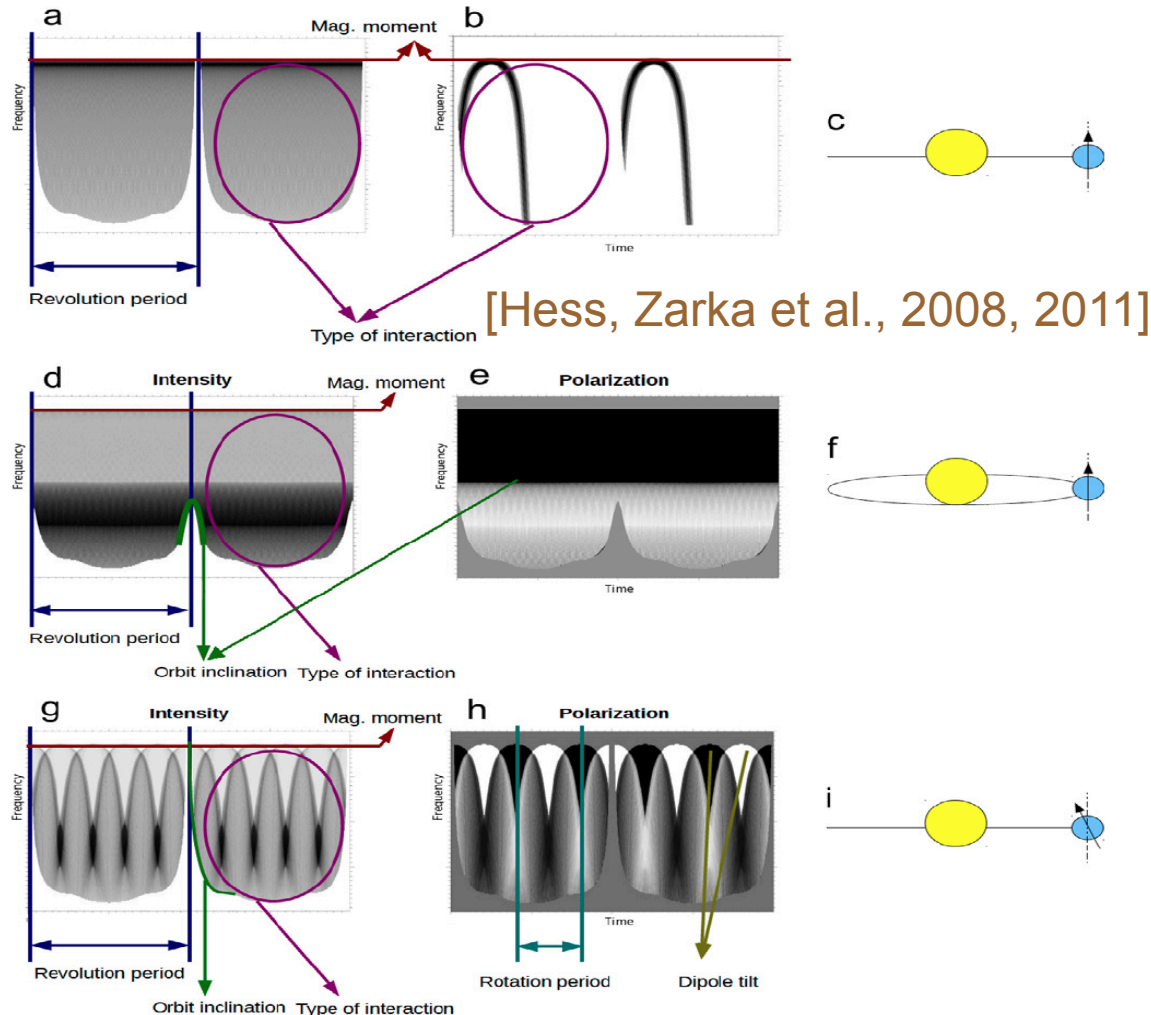 a
b
Mag. moment
Frequency
Frequency
c
Time
Revolution period
Type of interaction
[Hess, Zarka et al., 2008, 2011]
d
Intensity
Mag. moment
e
Polarization
Frequency
Frequency
f
Time
Revolution period
Orbit inclination
Type of interaction
g
Intensity
Mag. moment
h
Polarization
Frequency
Frequency
i
Time
Revolution period
Rotation period
Dipole tilt
Orbit inclination
Type of interaction